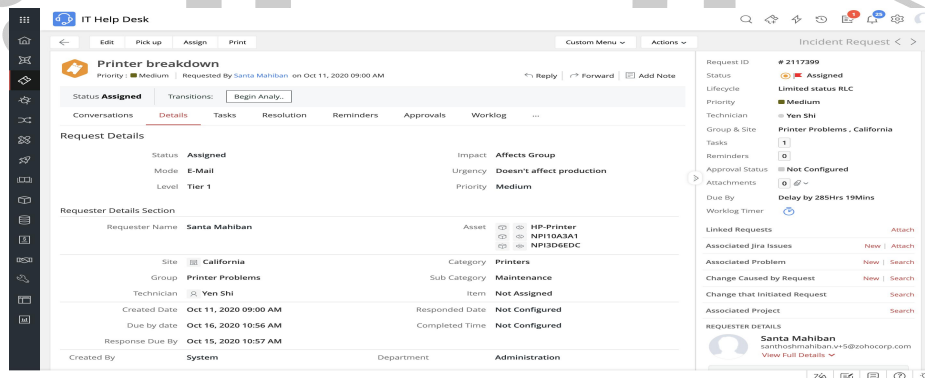 IT Help Desk
1
25
Edit Pick up Assign Print
Custom Menu Actions
Incident Request < >
Printer breakdown
Priority : Medium | Requested By Santa Mahiban on Oct 11, 2020 09:00 AM
Reply Forward Add Note
Status Assigned Transitions: Begin Analy..
Conversations Details Tasks Resolution Reminders Approvals Worklog ...
Request Details
Status Assigned Impact Affects Group
Mode E-Mail Urgency Doesn't affect production
Level Tier 1 Priority Medium
Requester Details Section
Requester Name Santa Mahiban Asset HP-Printer
NPI10A3A1
NPI3D6EDC
Site California Category Printers
Group Printer Problems Sub Category Maintenance
Technician Yen Shi Item Not Assigned
Created Date Oct 11, 2020 09:00 AM Responded Date Not Configured
Due by date Oct 16, 2020 10:56 AM Completed Time Not Configured
Response Due By Oct 15, 2020 10:57 AM
Created By System Department Administration
Request ID # 2117399
Status Assigned
Lifecycle Limited status RLC
Priority Medium
Technician Yen Shi
Group & Site Printer Problems , California
Tasks 1
Reminders 0
Approval Status Not Configured
Attachments 0
Due By Delay by 285Hrs 19Mins
Worklog Timer
Linked Requests Attach
Associated Jira Issues New | Attach
Associated Problem New | Search
Change Caused by Request New | Search
Change that initiated Request Search
Associated Project Search
REQUESTER DETAILS
Santa Mahiban
santhoshmahiban.v+5@zohocorp.com
View Full Details